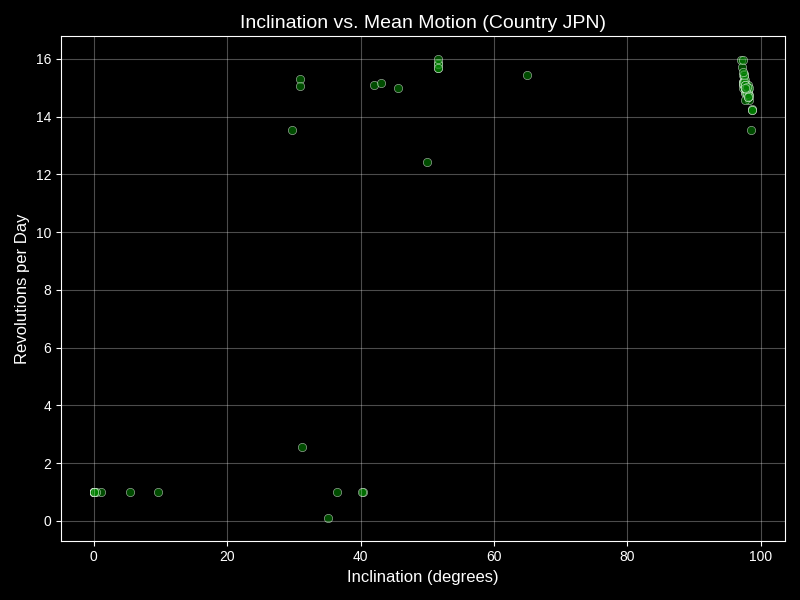 Inclination vs. Mean Motion (Country JPN)
Revolutions per Day
16
14
12
10
8
6
4
2
0
0 20 40 60 80 100
Inclination (degrees)